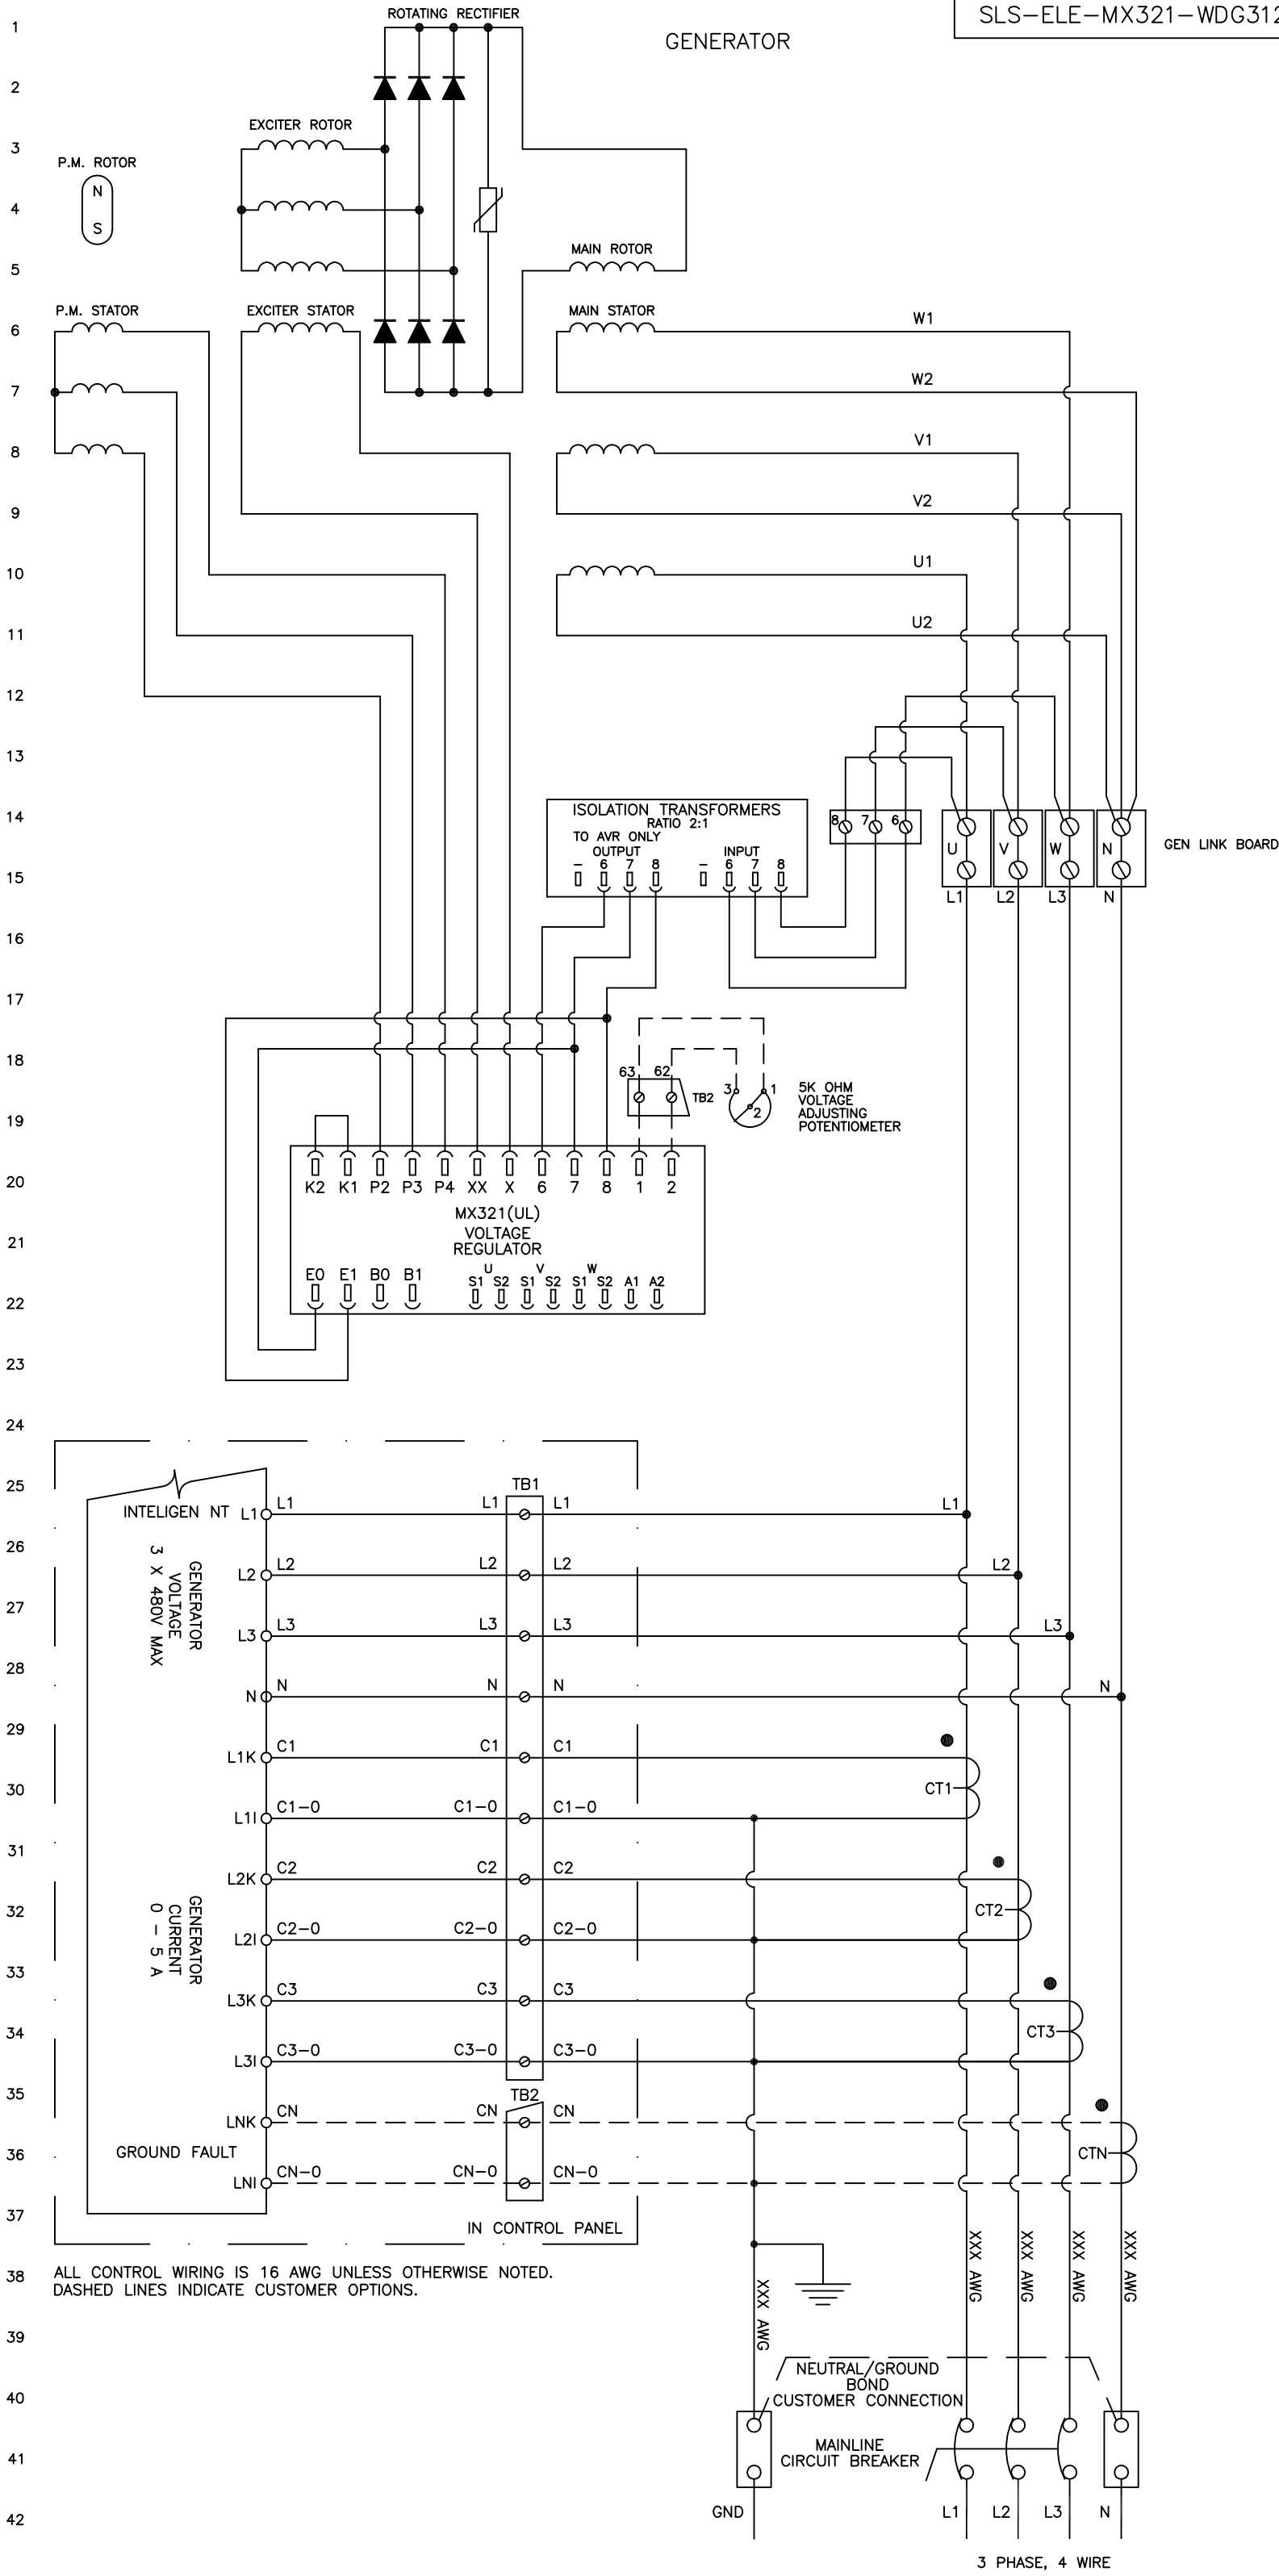 SLS-ELE-MX321-WDG312
GENERATOR
1
ROTATING RECTIFIER
2
3
EXCITER ROTOR
P.M. ROTOR
N
S
4
5
MAIN ROTOR
P.M. STATOR
EXCITER STATOR
MAIN STATOR
6
W1
7
W2
8
V1
9
V2
10
U1
11
U2
12
13
14
ISOLATION TRANSFORMERS
RATIO 2:1
TO AVR ONLY
OUTPUT
INPUT
- 6 7 8
- 6 7 8
8 7 6
U V W N
GEN LINK BOARD
15
L1 L2 L3 N
16
17
18
63 62
TB2
3 1
2
5K OHM
VOLTAGE
ADJUSTING
POTENTIOMETER
19
20
K2 K1 P2 P3 P4 XX X 6 7 8 1 2
MX321(UL)
VOLTAGE
REGULATOR
21
U V W
E0 E1 B0 B1
S1 S2 S1 S2 S1 S2 A1 A2
22
23
24
25
TB1
INTELIGEN NT
L1 L1 L1 L1 L1
26
GENERATOR
VOLTAGE
3 X 480V MAX
L2 L2 L2 L2 L2
27
L3 L3 L3 L3 L3
28
N N N N N
29
L1K C1 C1 C1
CT1
30
L1I C1-0 C1-0 C1-0
31
L2K C2 C2 C2
CT2
32
GENERATOR
CURRENT
0 - 5 A
L2I C2-0 C2-0 C2-0
33
L3K C3 C3 C3
CT3
34
L3I C3-0 C3-0 C3-0
35
TB2
LNK CN CN CN
CTN
36
GROUND FAULT
LNI CN-0 CN-0 CN-0
37
IN CONTROL PANEL
XXX AWG
XXX AWG
XXX AWG
XXX AWG
38
ALL CONTROL WIRING IS 16 AWG UNLESS OTHERWISE NOTED.
DASHED LINES INDICATE CUSTOMER OPTIONS.
XXX AWG
39
NEUTRAL/GROUND
BOND
CUSTOMER CONNECTION
40
41
MAINLINE
CIRCUIT BREAKER
42
GND L1 L2 L3 N
3 PHASE, 4 WIRE